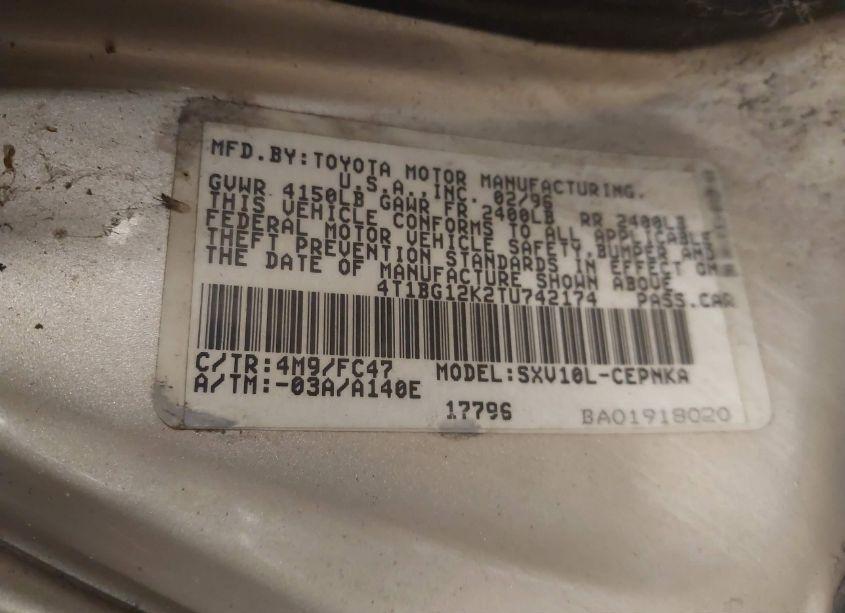 MFD.BY:TOYOTA MOTOR MANUFACTURING.
U.S.A.,INC. 02/96
GVWR 4150LB GAWR FR 2400LB RR 2400LB
THIS VEHICLE CONFORMS TO ALL
FEDERAL MOTOR VEHICLE SAFETY, BUMPER AND
THEFT PREVENTION STANDARDS IN EFFECT ON
THE DATE OF MANUFACTURE SHOWN ABOVE
4T1BG12K2TU742174 PASS.CAR
C/TR:4M9/FC47 MODEL:SXV10L-CEPNKA
A/TM:-03A/A140E
17796 BA01918020